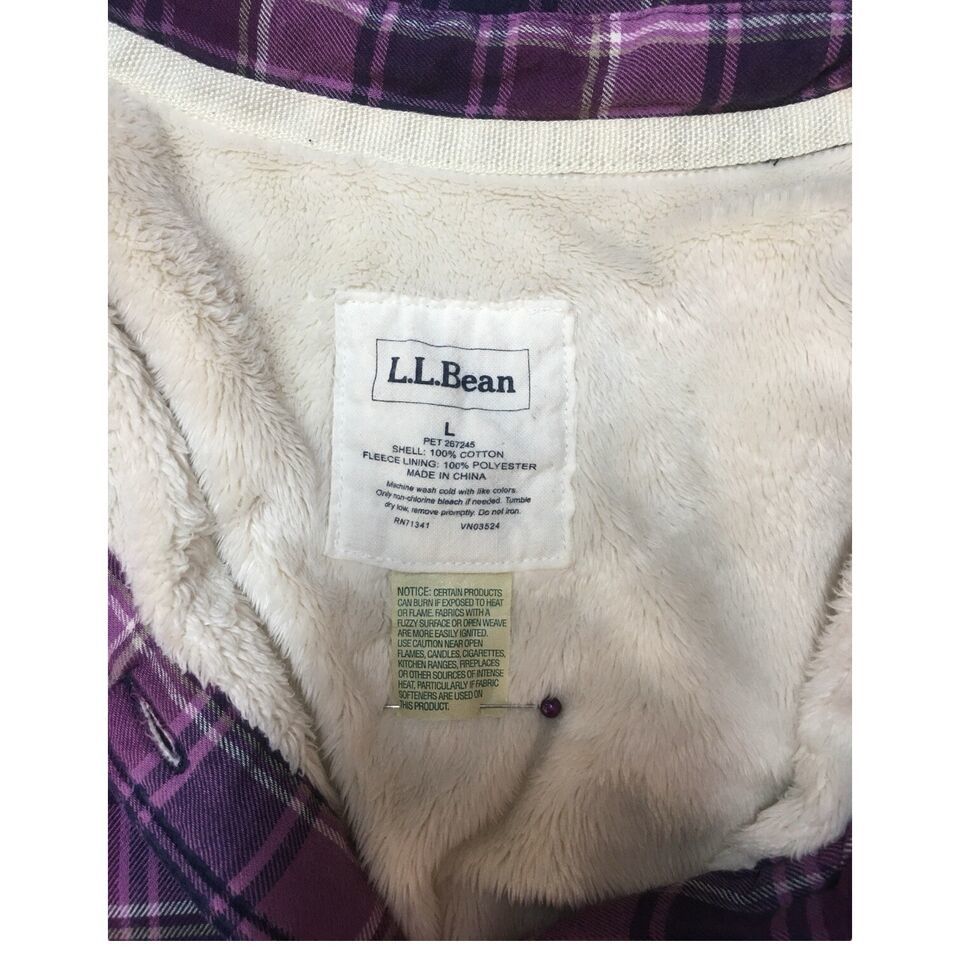 L.L.Bean
L
PET 267245
SHELL: 100% COTTON
FLEECE LINING: 100% POLYESTER
MADE IN CHINA
Machine wash cold with like colors.
Only non-chlorine bleach if needed. Tumble
dry low, remove promptly. Do not iron.
RN71341 VN03524
NOTICE: CERTAIN PRODUCTS
CAN BURN IF EXPOSED TO HEAT
OR FLAME. FABRICS WITH A
FUZZY SURFACE OR OPEN WEAVE
ARE MORE EASILY IGNITED.
USE CAUTION NEAR OPEN
FLAMES, CANDLES, CIGARETTES,
KITCHEN RANGES, FIREPLACES
OR OTHER SOURCES OF INTENSE
HEAT, PARTICULARLY IF FABRIC
SOFTENERS ARE USED ON
THIS PRODUCT.